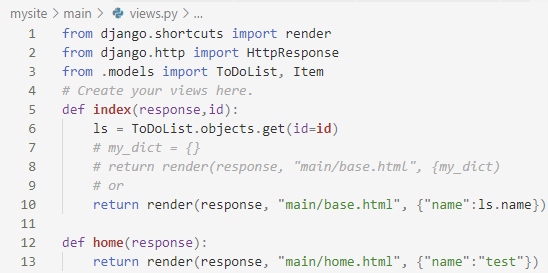 mysite > main > views.py > ...
1 from django.shortcuts import render
2 from django.http import HttpResponse
3 from .models import ToDoList, Item
4 # Create your views here.
5 def index(response,id):
6     ls = ToDoList.objects.get(id=id)
7     # my_dict = {}
8     # return render(response, "main/base.html", {my_dict)
9     # or
10     return render(response, "main/base.html", {"name":ls.name})
11
12 def home(response):
13     return render(response, "main/home.html", {"name":"test"})